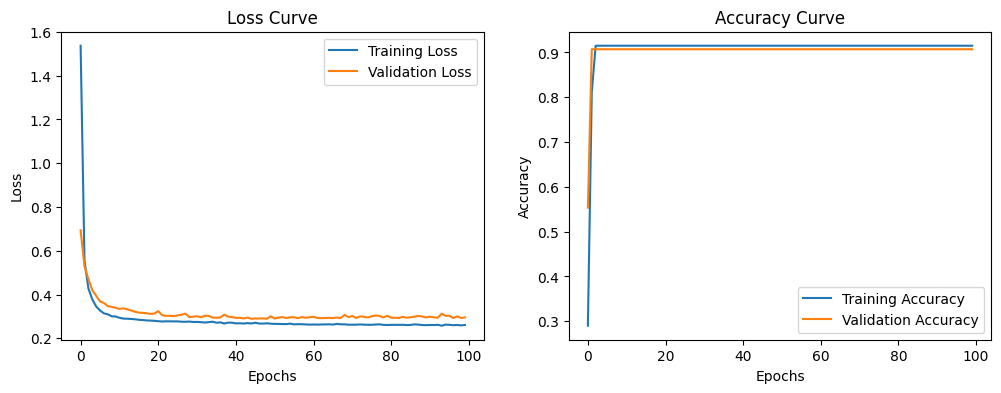 Loss Curve
1.6
1.4
1.2
1.0
0.8
0.6
0.4
0.2
Loss
0 20 40 60 80 100
Epochs
Training Loss
Validation Loss
Accuracy Curve
0.9
0.8
0.7
0.6
0.5
0.4
0.3
Accuracy
0 20 40 60 80 100
Epochs
Training Accuracy
Validation Accuracy